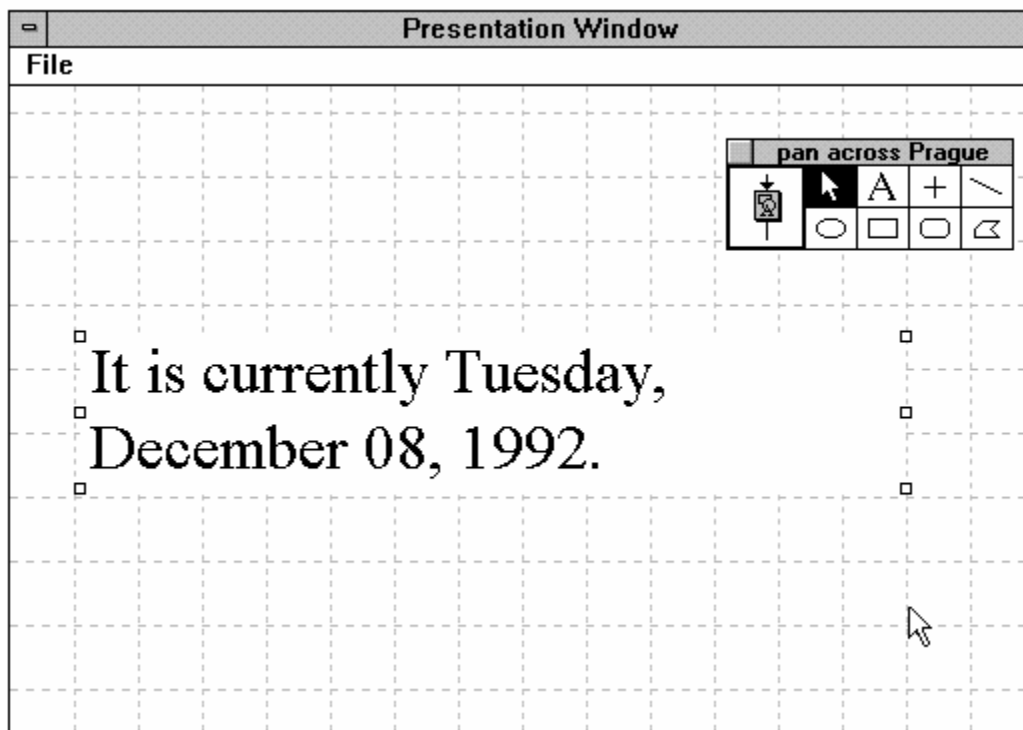 Presentation Window
File
pan across Prague
A
It is currently Tuesday,
December 08, 1992.